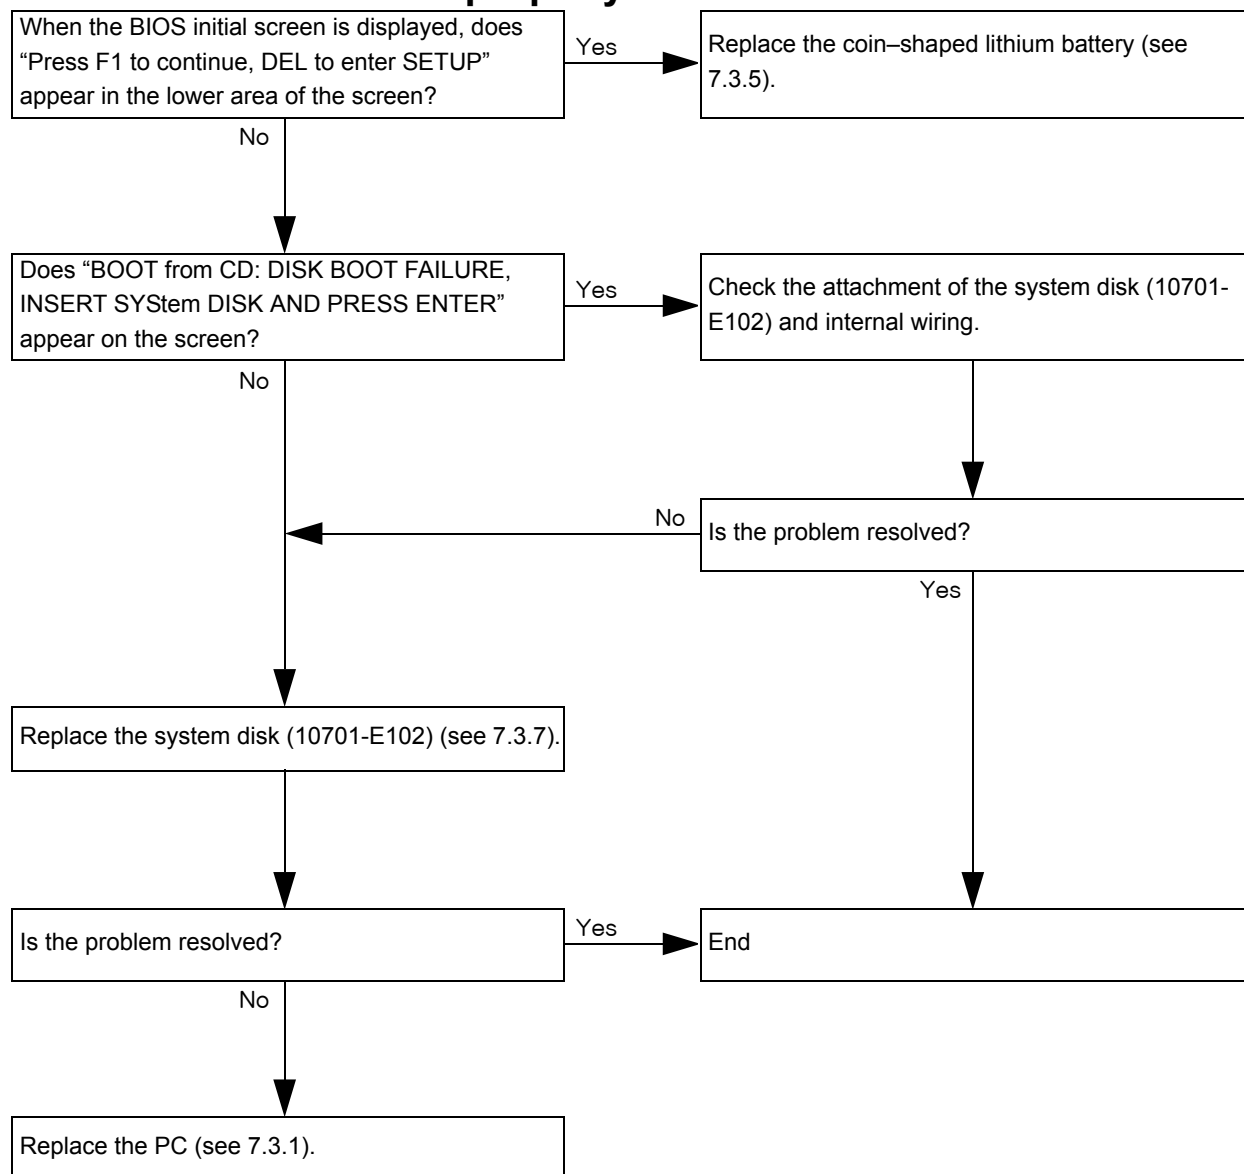 When the BIOS initial screen is displayed, does
“Press F1 to continue, DEL to enter SETUP”
appear in the lower area of the screen?
Yes
Replace the coin–shaped lithium battery (see
7.3.5).
No
Does “BOOT from CD: DISK BOOT FAILURE,
INSERT SYStem DISK AND PRESS ENTER”
appear on the screen?
Yes
Check the attachment of the system disk (10701-
E102) and internal wiring.
No
No
Is the problem resolved?
Yes
Replace the system disk (10701-E102) (see 7.3.7).
Is the problem resolved?
Yes
End
No
Replace the PC (see 7.3.1).